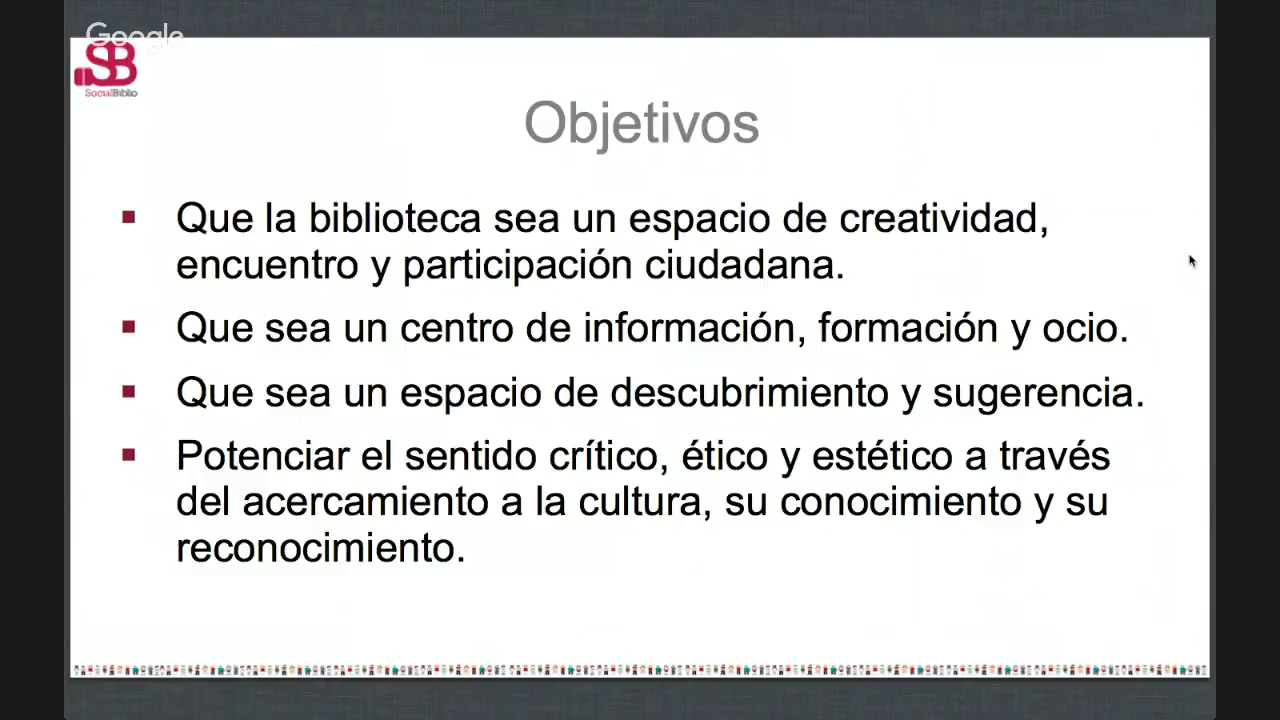 Google
SB
SocialBiblio
Objetivos
Que la biblioteca sea un espacio de creatividad,
encuentro y participación ciudadana.
Que sea un centro de información, formación y ocio.
Que sea un espacio de descubrimiento y sugerencia.
Potenciar el sentido crítico, ético y estético a través
del acercamiento a la cultura, su conocimiento y su
reconocimiento.